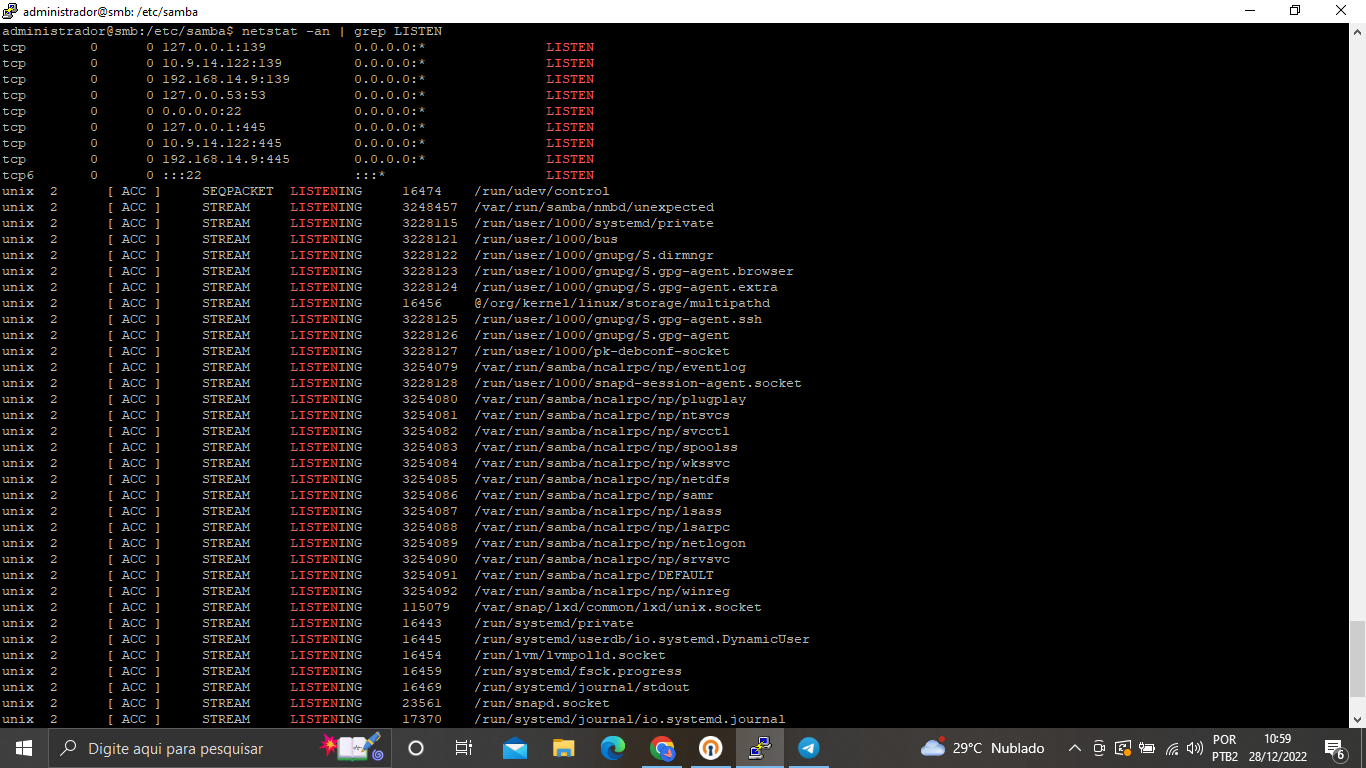 administrador@smb: /etc/samba
administrador@smb:/etc/samba$ netstat -an | grep LISTEN
tcp 0 0 127.0.0.1:139 0.0.0.0:* LISTEN
tcp 0 0 10.9.14.122:139 0.0.0.0:* LISTEN
tcp 0 0 192.168.14.9:139 0.0.0.0:* LISTEN
tcp 0 0 127.0.0.53:53 0.0.0.0:* LISTEN
tcp 0 0 0.0.0.0:22 0.0.0.0:* LISTEN
tcp 0 0 127.0.0.1:445 0.0.0.0:* LISTEN
tcp 0 0 10.9.14.122:445 0.0.0.0:* LISTEN
tcp 0 0 192.168.14.9:445 0.0.0.0:* LISTEN
tcp6 0 0 :::22 :::* LISTEN
unix 2 [ ACC ] SEQPACKET LISTENING 16474 /run/udev/control
unix 2 [ ACC ] STREAM LISTENING 3248457 /var/run/samba/nmbd/unexpected
unix 2 [ ACC ] STREAM LISTENING 3228115 /run/user/1000/systemd/private
unix 2 [ ACC ] STREAM LISTENING 3228121 /run/user/1000/bus
unix 2 [ ACC ] STREAM LISTENING 3228122 /run/user/1000/gnupg/S.dirmngr
unix 2 [ ACC ] STREAM LISTENING 3228123 /run/user/1000/gnupg/S.gpg-agent.browser
unix 2 [ ACC ] STREAM LISTENING 3228124 /run/user/1000/gnupg/S.gpg-agent.extra
unix 2 [ ACC ] STREAM LISTENING 16456 @/org/kernel/linux/storage/multipathd
unix 2 [ ACC ] STREAM LISTENING 3228125 /run/user/1000/gnupg/S.gpg-agent.ssh
unix 2 [ ACC ] STREAM LISTENING 3228126 /run/user/1000/gnupg/S.gpg-agent
unix 2 [ ACC ] STREAM LISTENING 3228127 /run/user/1000/pk-debconf-socket
unix 2 [ ACC ] STREAM LISTENING 3254079 /var/run/samba/ncalrpc/np/eventlog
unix 2 [ ACC ] STREAM LISTENING 3228128 /run/user/1000/snapd-session-agent.socket
unix 2 [ ACC ] STREAM LISTENING 3254080 /var/run/samba/ncalrpc/np/plugplay
unix 2 [ ACC ] STREAM LISTENING 3254081 /var/run/samba/ncalrpc/np/ntsvcs
unix 2 [ ACC ] STREAM LISTENING 3254082 /var/run/samba/ncalrpc/np/svcctl
unix 2 [ ACC ] STREAM LISTENING 3254083 /var/run/samba/ncalrpc/np/spoolss
unix 2 [ ACC ] STREAM LISTENING 3254084 /var/run/samba/ncalrpc/np/wkssvc
unix 2 [ ACC ] STREAM LISTENING 3254085 /var/run/samba/ncalrpc/np/netdfs
unix 2 [ ACC ] STREAM LISTENING 3254086 /var/run/samba/ncalrpc/np/samr
unix 2 [ ACC ] STREAM LISTENING 3254087 /var/run/samba/ncalrpc/np/lsass
unix 2 [ ACC ] STREAM LISTENING 3254088 /var/run/samba/ncalrpc/np/lsarpc
unix 2 [ ACC ] STREAM LISTENING 3254089 /var/run/samba/ncalrpc/np/netlogon
unix 2 [ ACC ] STREAM LISTENING 3254090 /var/run/samba/ncalrpc/np/srvsvc
unix 2 [ ACC ] STREAM LISTENING 3254091 /var/run/samba/ncalrpc/DEFAULT
unix 2 [ ACC ] STREAM LISTENING 3254092 /var/run/samba/ncalrpc/np/winreg
unix 2 [ ACC ] STREAM LISTENING 115079 /var/snap/lxd/common/lxd/unix.socket
unix 2 [ ACC ] STREAM LISTENING 16443 /run/systemd/private
unix 2 [ ACC ] STREAM LISTENING 16445 /run/systemd/userdb/io.systemd.DynamicUser
unix 2 [ ACC ] STREAM LISTENING 16454 /run/lvm/lvmpolld.socket
unix 2 [ ACC ] STREAM LISTENING 16459 /run/systemd/fsck.progress
unix 2 [ ACC ] STREAM LISTENING 16469 /run/systemd/journal/stdout
unix 2 [ ACC ] STREAM LISTENING 23561 /run/snapd.socket
unix 2 [ ACC ] STREAM LISTENING 17370 /run/systemd/journal/io.systemd.journal
Digite aqui para pesquisar
29°C Nublado
POR
PTB2
10:59
28/12/2022
6